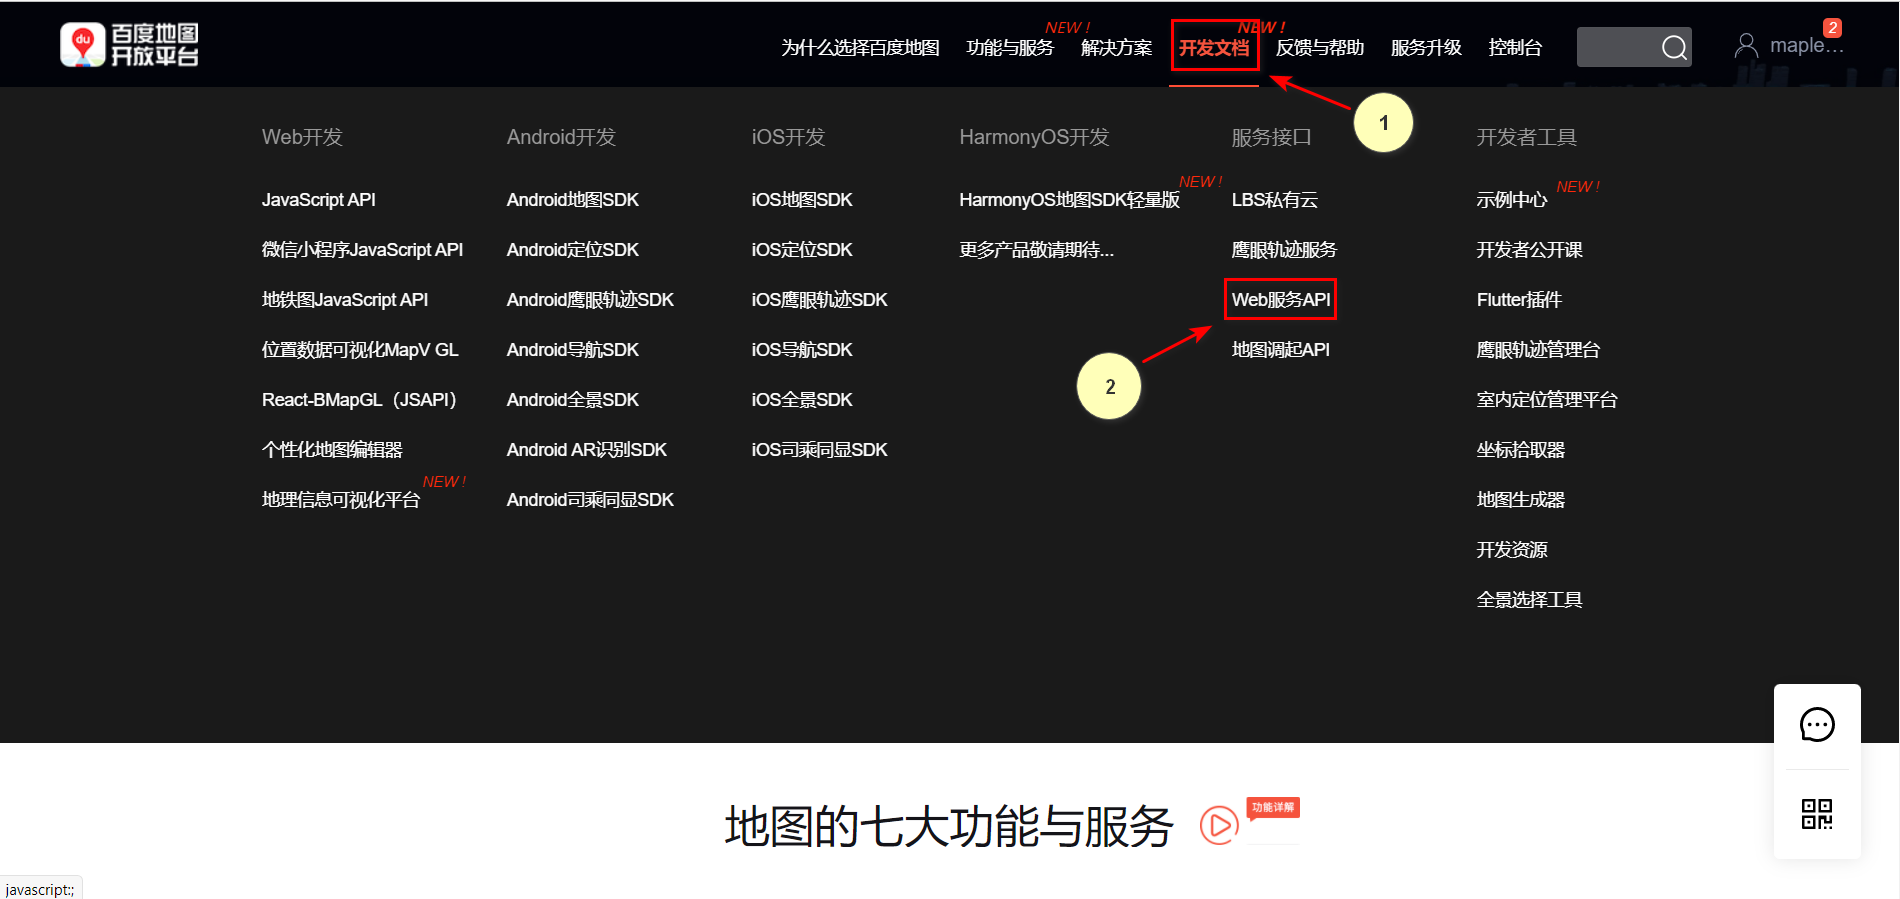 du 百度地图
开放平台
为什么选择百度地图 功能与服务 NEW ! 解决方案 开发文档 NEW ! 反馈与帮助 服务升级 控制台 maple... 2
1
Web开发
JavaScript API
微信小程序JavaScript API
地铁图JavaScript API
位置数据可视化MapV GL
React-BMapGL（JSAPI）
个性化地图编辑器
地理信息可视化平台 NEW !
Android开发
Android地图SDK
Android定位SDK
Android鹰眼轨迹SDK
Android导航SDK
Android全景SDK
Android AR识别SDK
Android司乘同显SDK
iOS开发
iOS地图SDK
iOS定位SDK
iOS鹰眼轨迹SDK
iOS导航SDK
iOS全景SDK
iOS司乘同显SDK
HarmonyOS开发
HarmonyOS地图SDK轻量版 NEW !
更多产品敬请期待...
服务接口
LBS私有云
鹰眼轨迹服务
Web服务API
地图调起API
2
开发者工具
示例中心 NEW !
开发者公开课
Flutter插件
鹰眼轨迹管理台
室内定位管理平台
坐标拾取器
地图生成器
开发资源
全景选择工具
地图的七大功能与服务 功能详解
javascript:;